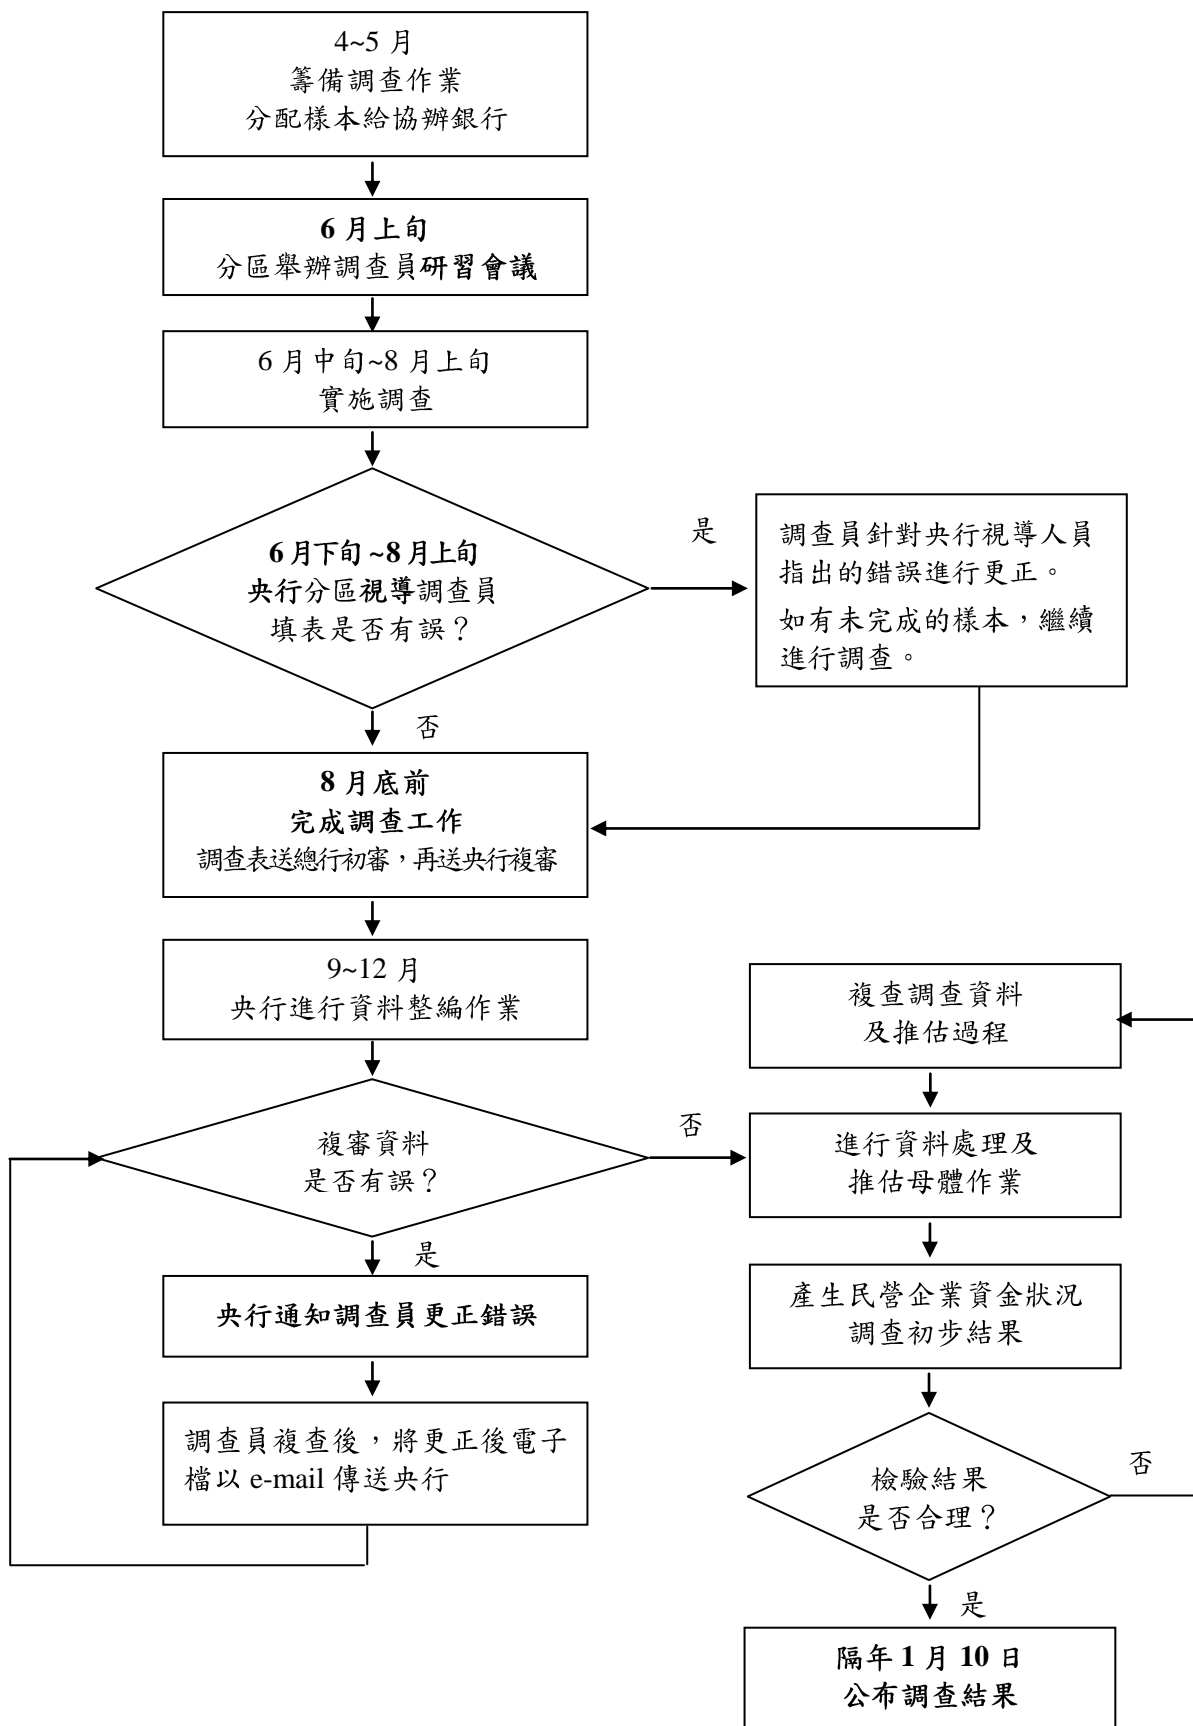 4~5 月
籌備調查作業
分配樣本給協辦銀行
6 月上旬
分區舉辦調查員研習會議
6 月中旬~8 月上旬
實施調查
6 月下旬~8 月上旬
央行分區視導調查員
填表是否有誤？
是
調查員針對央行視導人員
指出的錯誤進行更正。
如有未完成的樣本，繼續
進行調查。
否
8 月底前
完成調查工作
調查表送總行初審，再送央行複審
9~12 月
央行進行資料整編作業
複審資料
是否有誤？
是
央行通知調查員更正錯誤
調查員複查後，將更正後電子
檔以 e-mail 傳送央行
否
複查調查資料
及推估過程
進行資料處理及
推估母體作業
產生民營企業資金狀況
調查初步結果
檢驗結果
是否合理？
否
是
隔年 1 月 10 日
公布調查結果